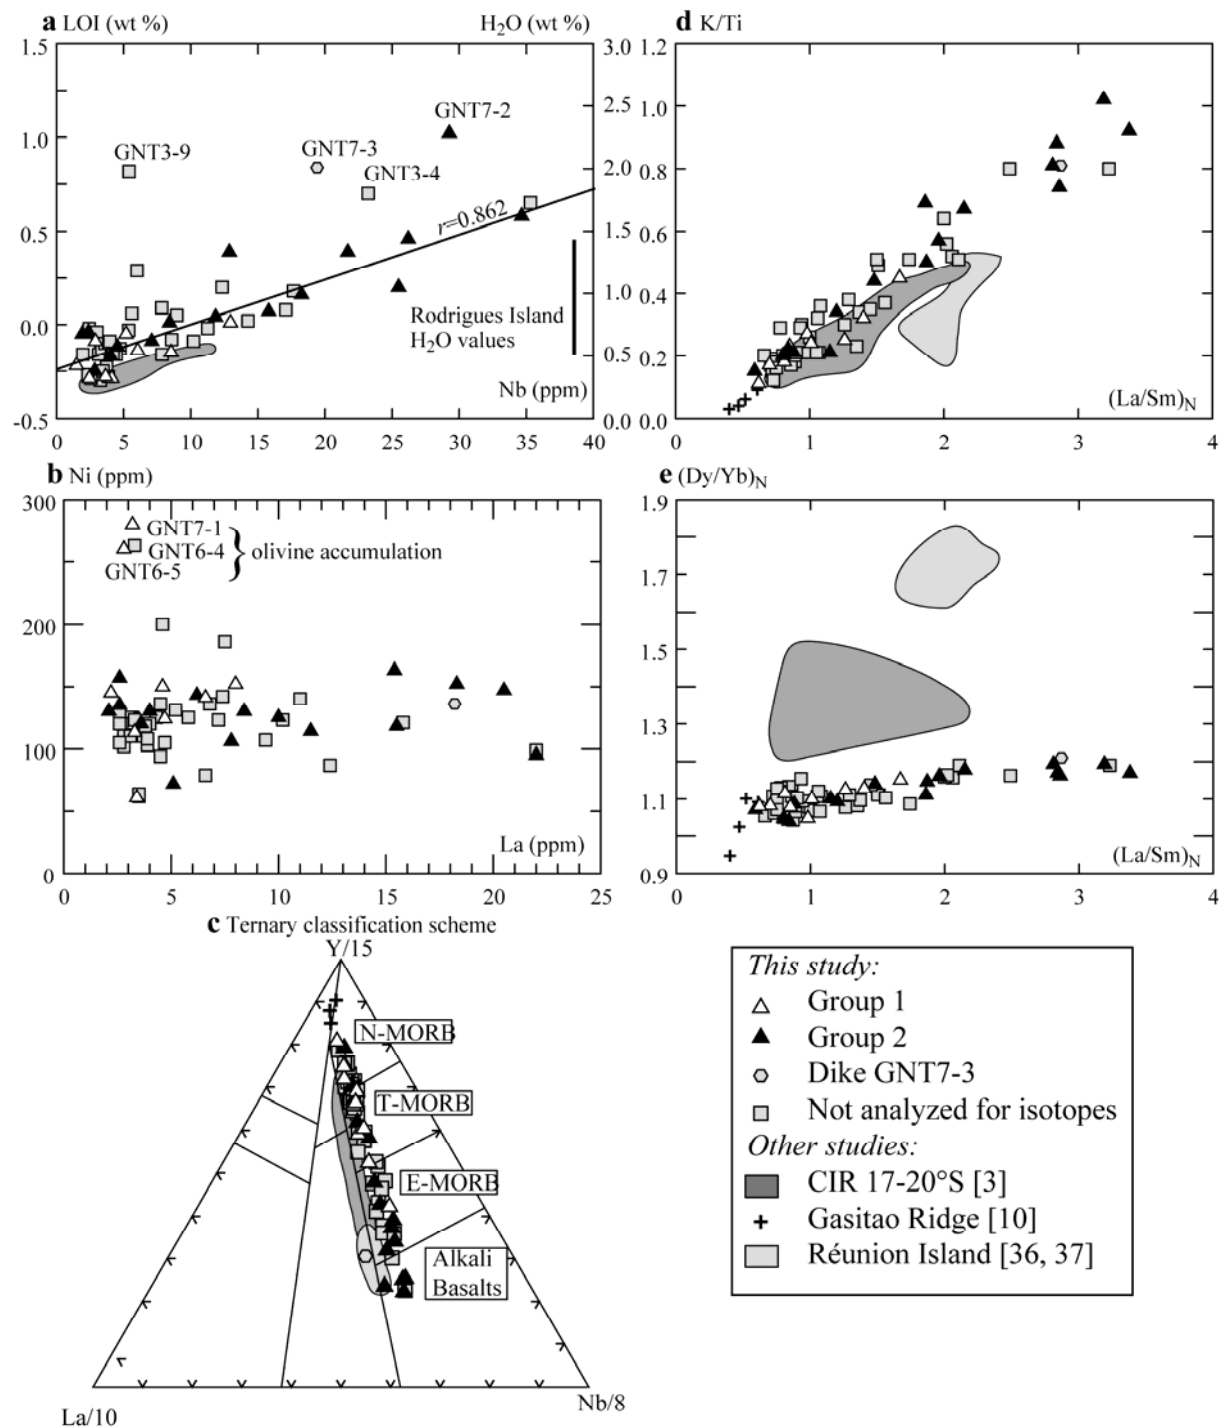 a LOI (wt %)
H₂O (wt %)
1.5
1.0
0.5
0.0
-0.5
3.0
2.5
2.0
1.5
1.0
0.5
0.0
GNT7-2
GNT3-9
GNT7-3
GNT3-4
r=0.862
Rodrigues Island
H₂O values
Nb (ppm)
0 5 10 15 20 25 30 35 40
d K/Ti
1.2
1.0
0.8
0.6
0.4
0.2
0
(La/Sm)N
0 1 2 3 4
b Ni (ppm)
300
200
100
0
GNT7-1
GNT6-4
GNT6-5
olivine accumulation
La (ppm)
0 5 10 15 20 25
e (Dy/Yb)N
1.9
1.7
1.5
1.3
1.1
0.9
(La/Sm)N
0 1 2 3 4
c Ternary classification scheme
Y/15
N-MORB
T-MORB
E-MORB
Alkali
Basalts
La/10
Nb/8
This study:
Group 1
Group 2
Dike GNT7-3
Not analyzed for isotopes
Other studies:
CIR 17-20°S [3]
Gasitao Ridge [10]
Réunion Island [36, 37]